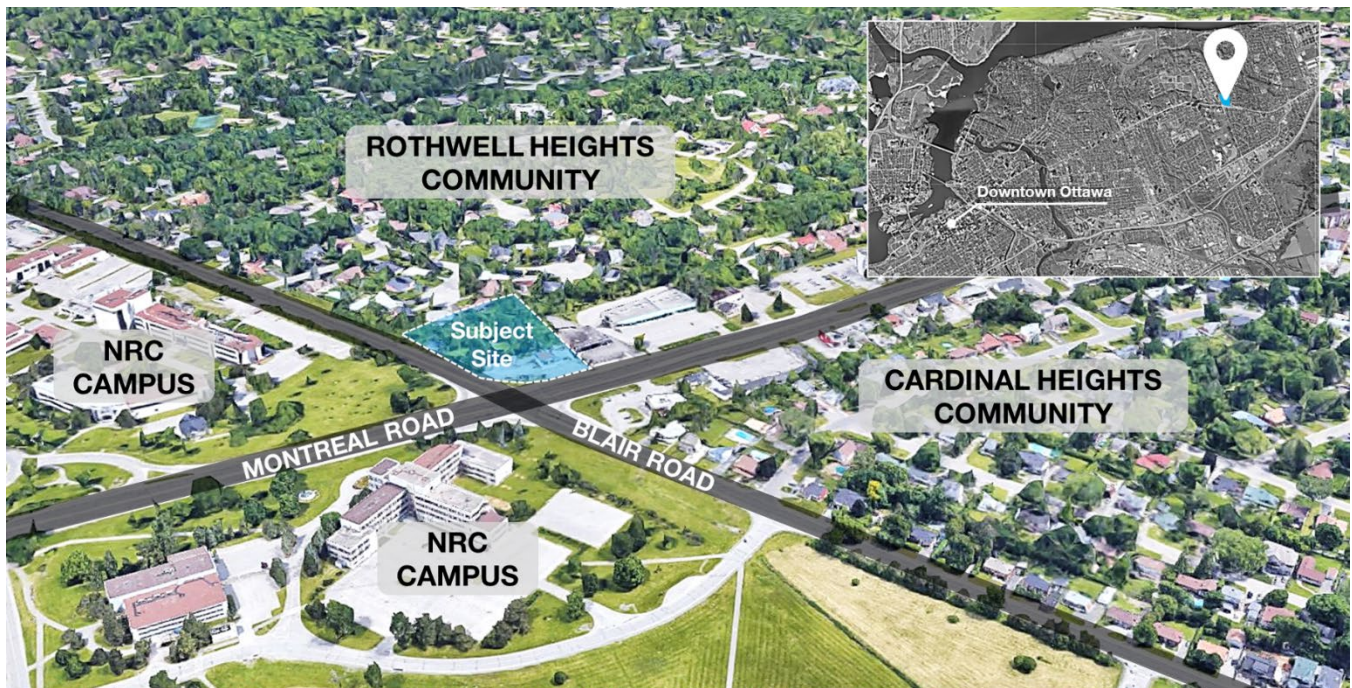 ROTHWELL HEIGHTS
COMMUNITY
Downtown Ottawa
Subject
Site
NRC
CAMPUS
CARDINAL HEIGHTS
COMMUNITY
MONTREAL ROAD
BLAIR ROAD
NRC
CAMPUS